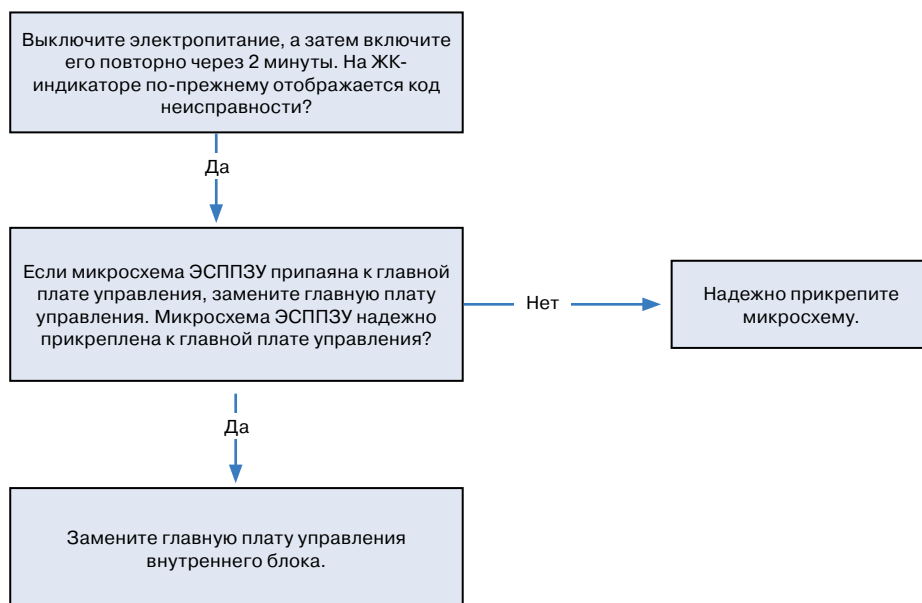 Выключите электропитание, а затем включите
его повторно через 2 минуты. На ЖК-
индикаторе по-прежнему отображается код
неисправности?
Да
Если микросхема ЭСППЗУ припаяна к главной
плате управления, замените главную плату
управления. Микросхема ЭСППЗУ надежно
прикреплена к главной плате управления?
Нет
Надежно прикрепите
микросхему.
Да
Замените главную плату управления
внутреннего блока.